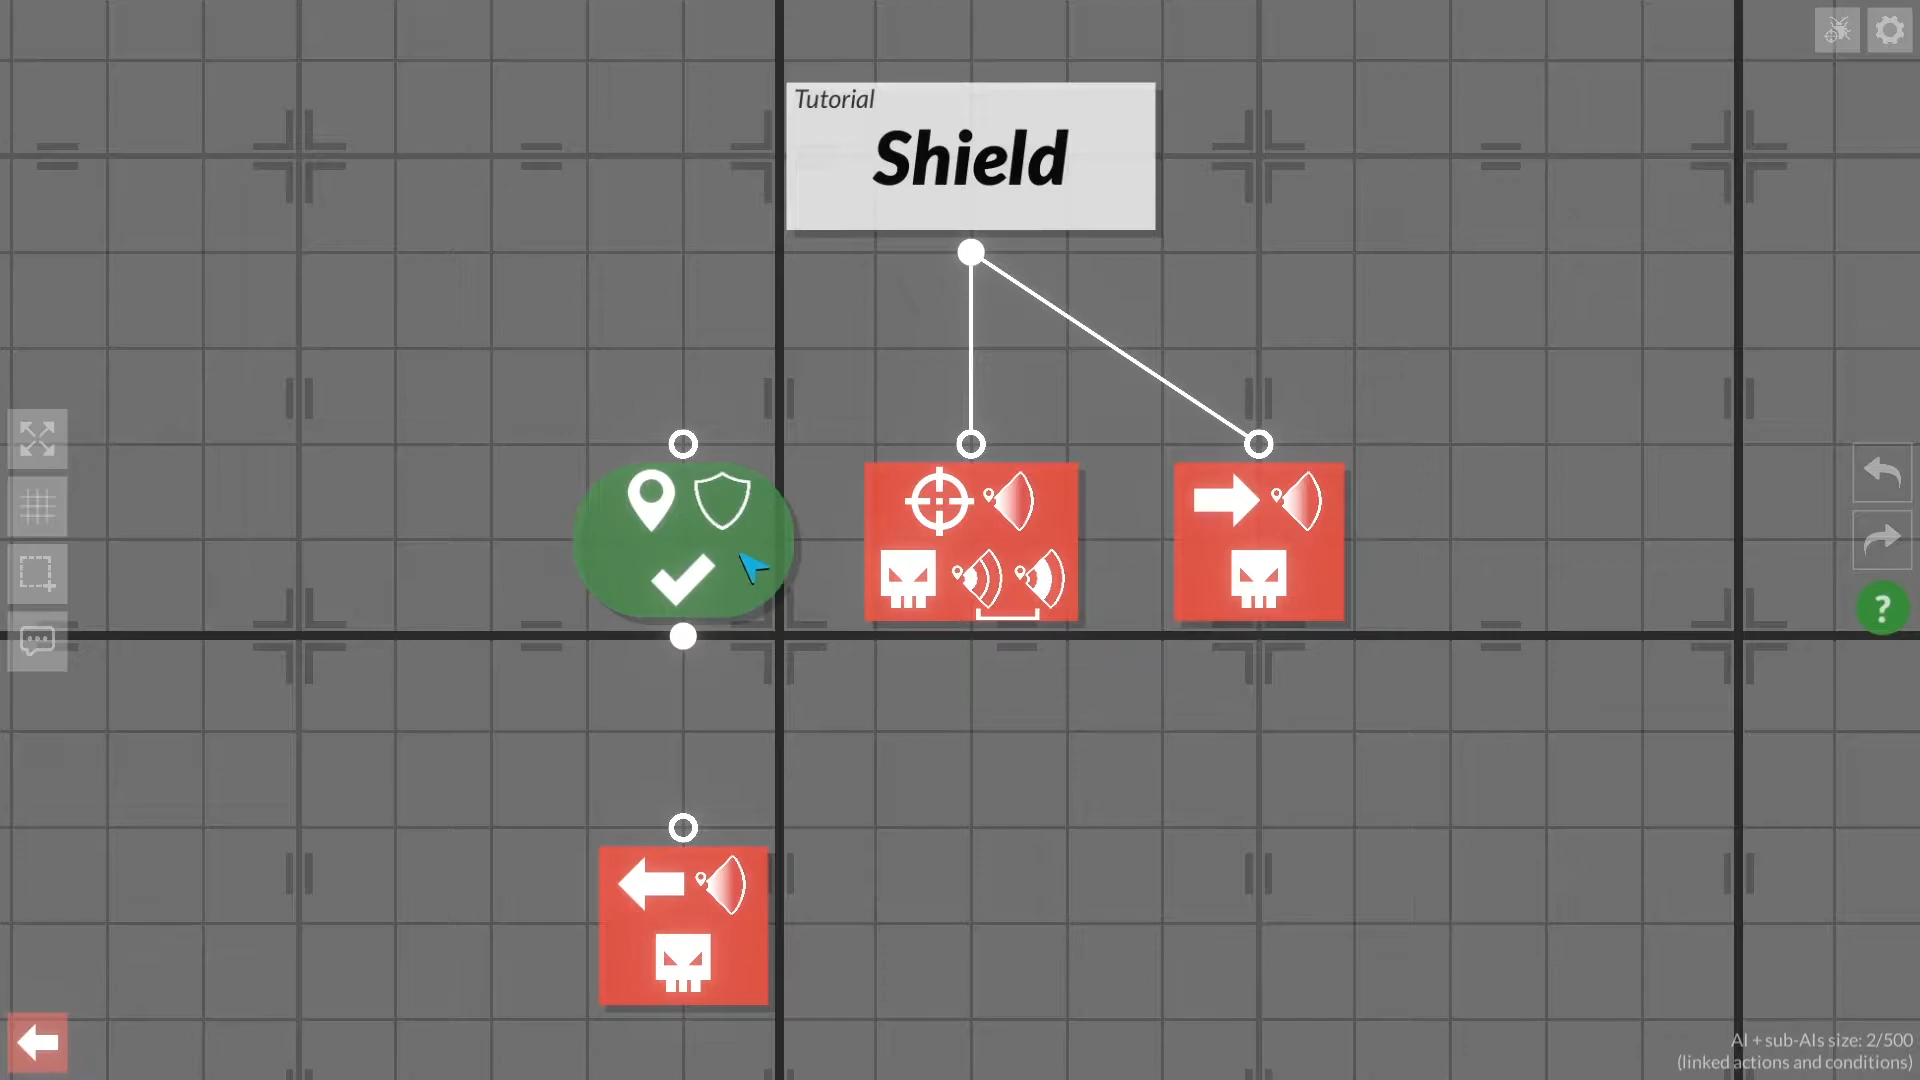 Tutorial
Shield
?
AI + sub-AIs size: 2/500
(linked actions and conditions)